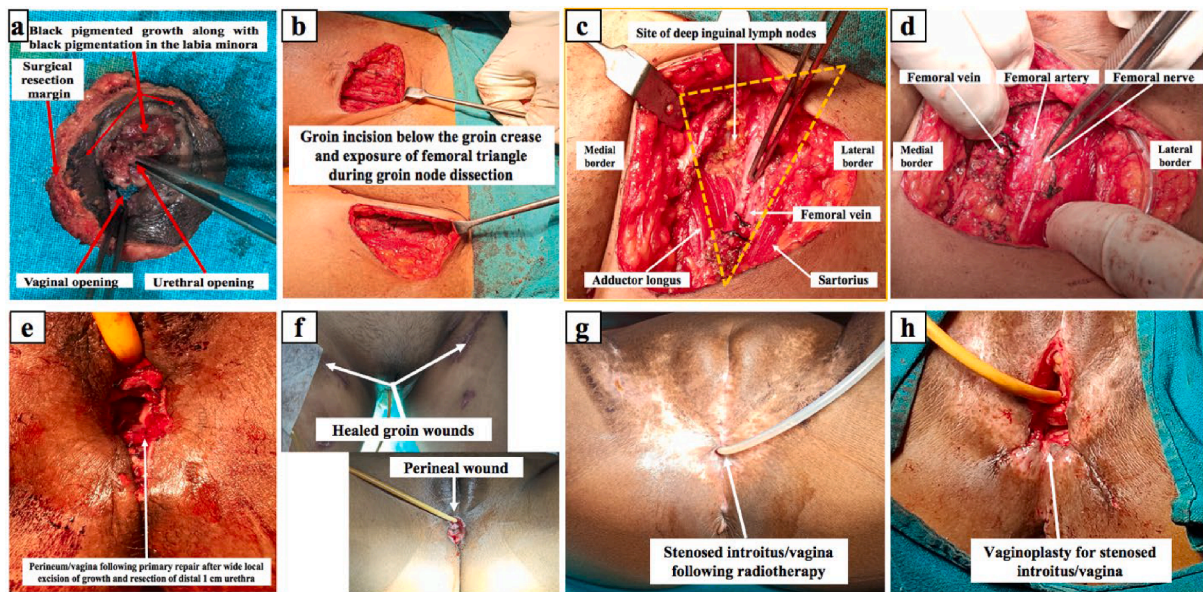 a
Black pigmented growth along with
black pigmentation in the labia minora
Surgical
resection
margin
Vaginal opening
Urethral opening
b
Groin incision below the groin crease
and exposure of femoral triangle
during groin node dissection
c
Site of deep inguinal lymph nodes
Medial
border
Lateral
border
Femoral vein
Adductor longus
Sartorius
d
Femoral vein
Femoral artery
Femoral nerve
Medial
border
Lateral
border
e
Perineum/vagina following primary repair after wide local
excision of growth and resection of distal 1 cm urethra
f
Healed groin wounds
Perineal wound
g
Stenosed introitus/vagina
following radiotherapy
h
Vaginoplasty for stenosed
introitus/vagina